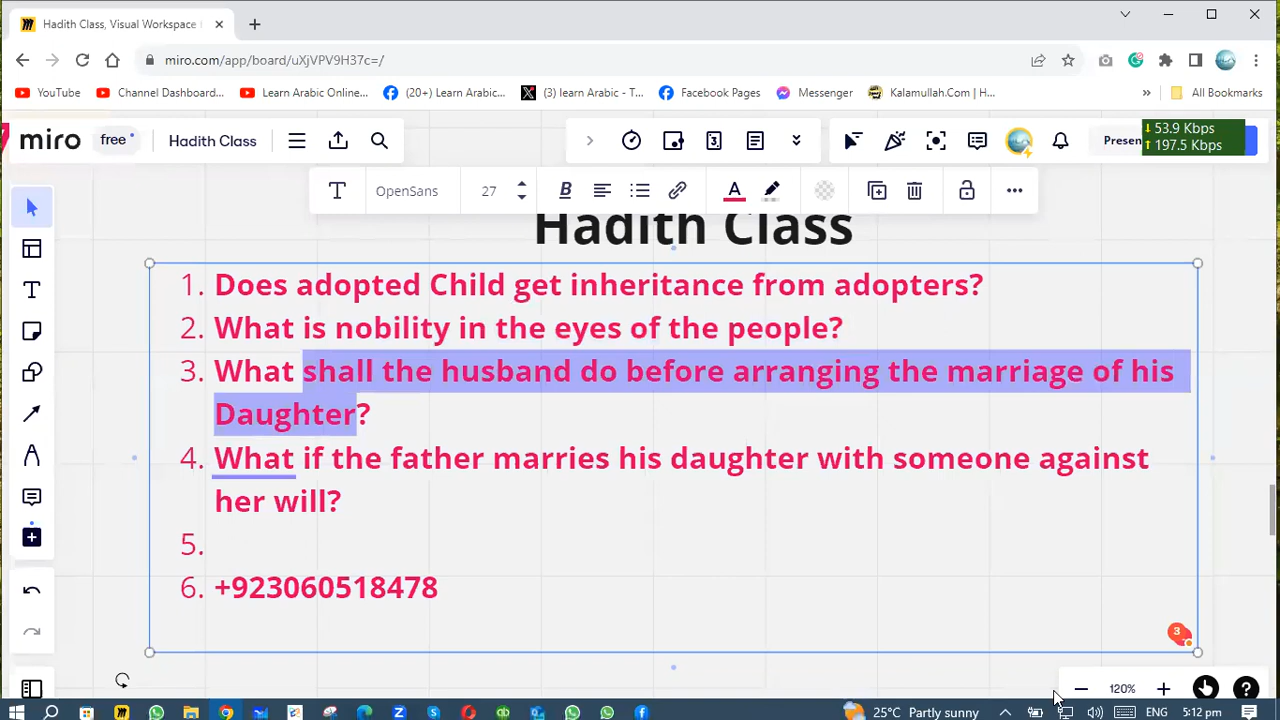 Hadith Class, Visual Workspace
miro.com/app/board/uXjVPV9H37c=/
YouTube Channel Dashboard... Learn Arabic Online... (20+) Learn Arabic... (3) learn Arabic - T... Facebook Pages Messenger Kalamullah.Com | H... » All Bookmarks
miro free Hadith Class Presen 53.9 Kbps
197.5 Kbps
OpenSans 27 B A
Hadith Class
1. Does adopted Child get inheritance from adopters?
2. What is nobility in the eyes of the people?
3. What shall the husband do before arranging the marriage of his
Daughter?
4. What if the father marries his daughter with someone against
her will?
5.
6. +923060518478
3
120%
25°C Partly sunny ENG 5:12 pm